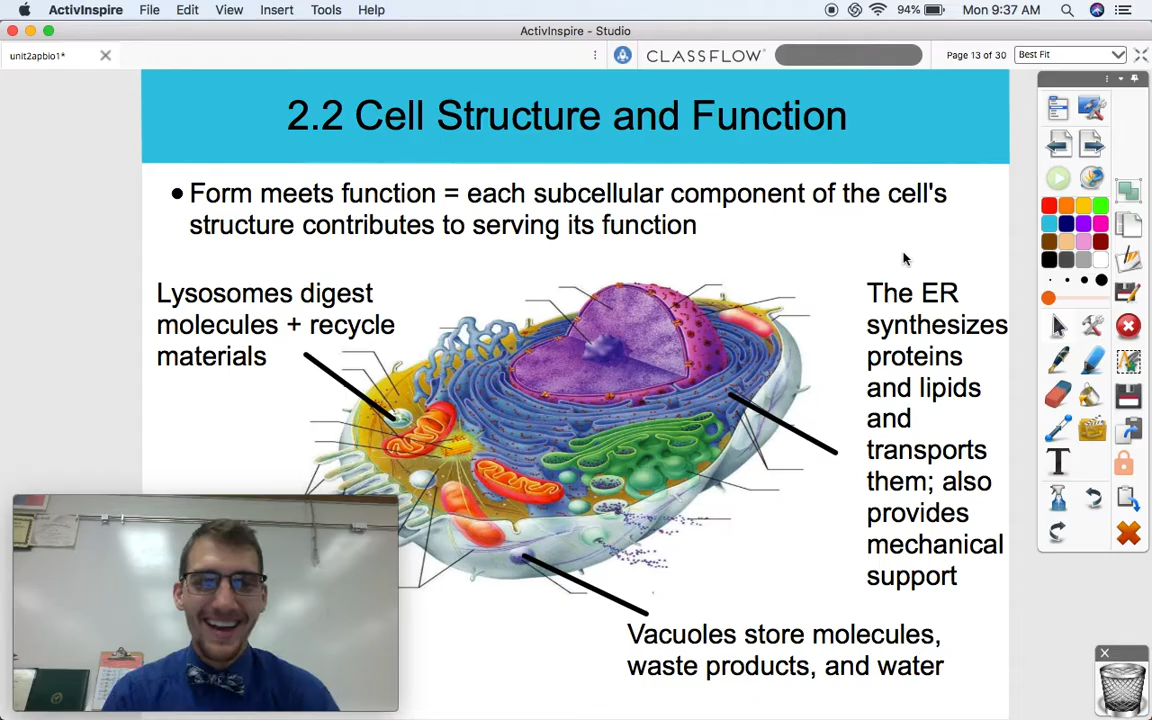 ActivInspire File Edit View Insert Tools Help 94% Mon 9:37 AM
ActivInspire - Studio
unit2apbio1* CLASSFLOW Page 13 of 30 Best Fit
2.2 Cell Structure and Function
• Form meets function = each subcellular component of the cell's
structure contributes to serving its function
Lysosomes digest
molecules + recycle
materials
The ER
synthesizes
proteins
and lipids
and
transports
them; also
provides
mechanical
support
Vacuoles store molecules,
waste products, and water